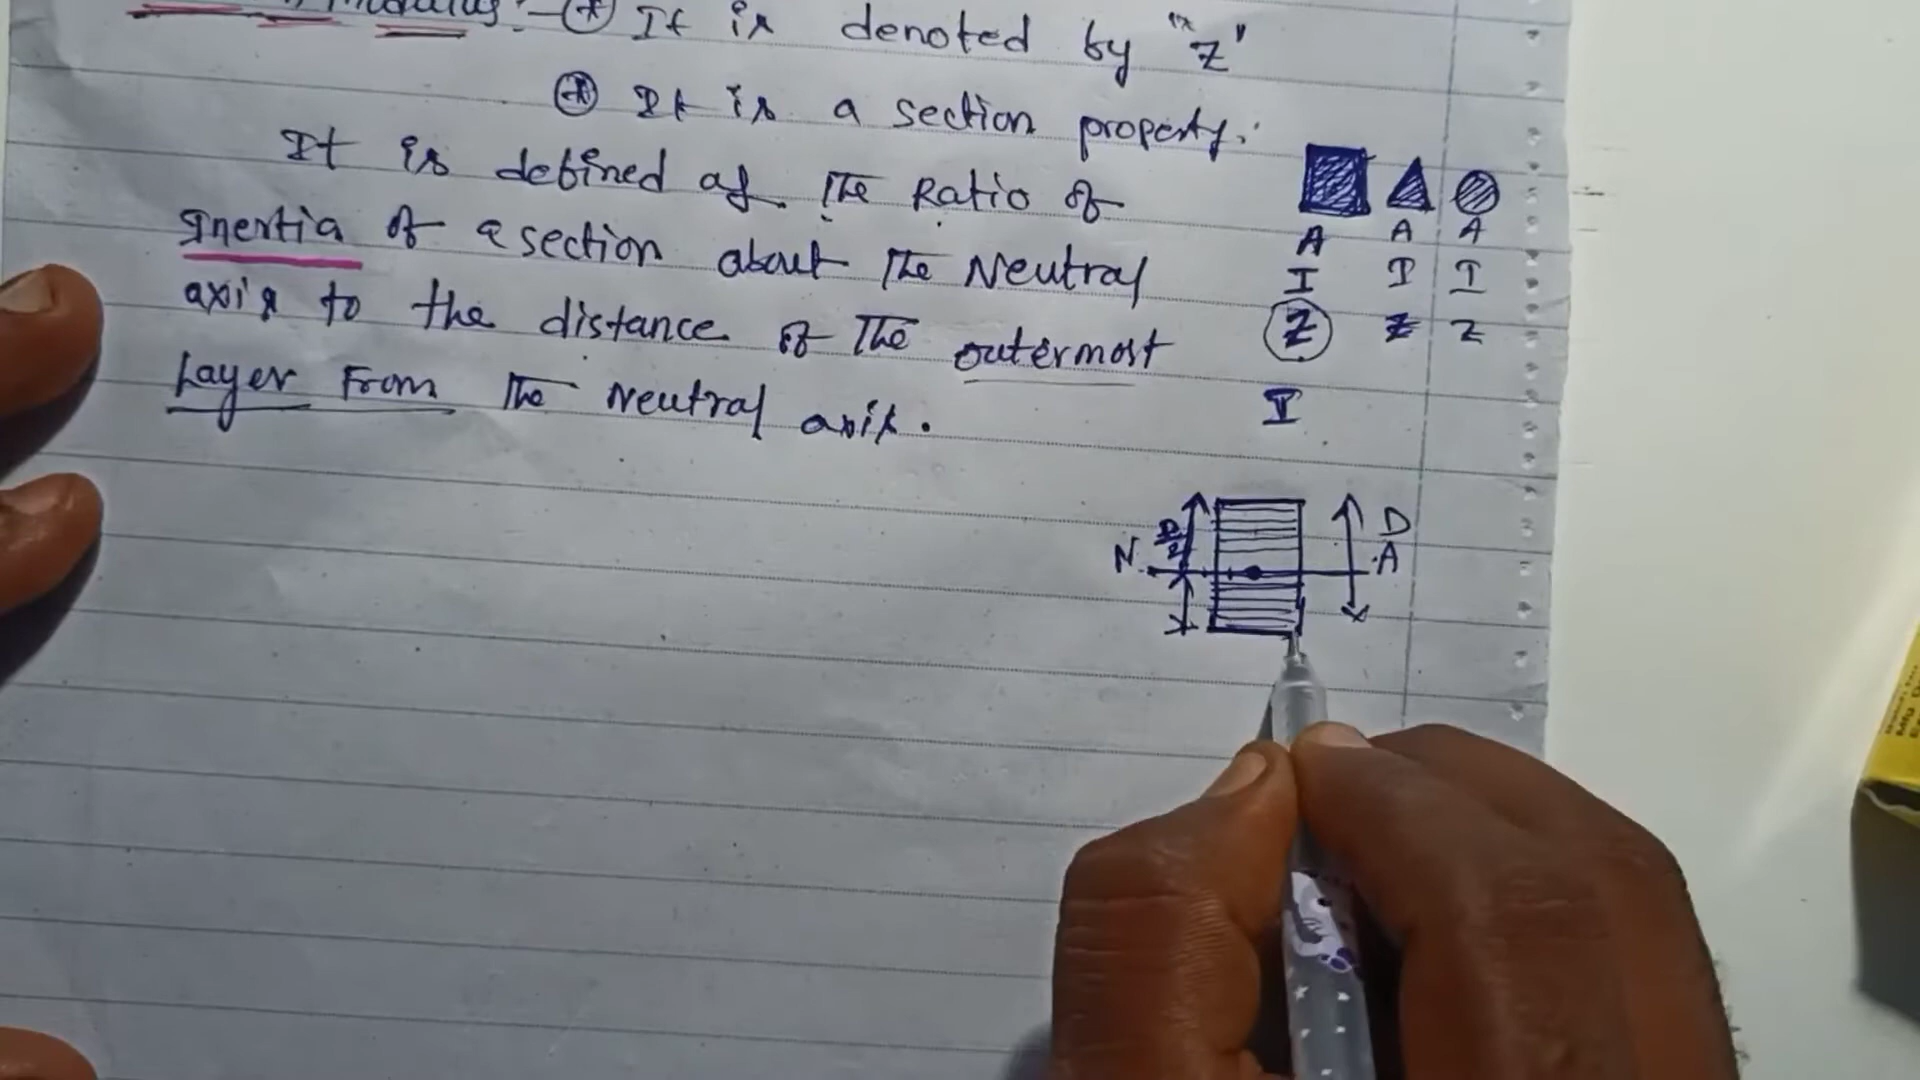 modulus :- * It is denoted by "Z"
* It is a section property.
It is defined as the Ratio of
Inertia of a section about the Neutral
axis to the distance of the outermost
Layer From the Neutral axis.
A A A
I I I
Z Z Z
I
D/2 D
N A